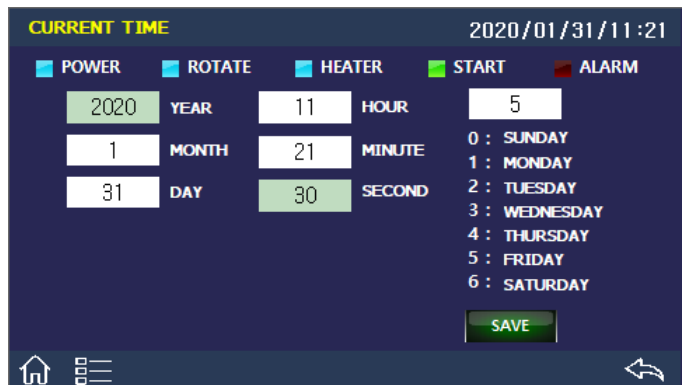 CURRENT TIME 2020/01/31/11:21
POWER ROTATE HEATER START ALARM
2020 YEAR 11 HOUR 5
1 MONTH 21 MINUTE
31 DAY 30 SECOND
0 : SUNDAY
1 : MONDAY
2 : TUESDAY
3 : WEDNESDAY
4 : THURSDAY
5 : FRIDAY
6 : SATURDAY
SAVE